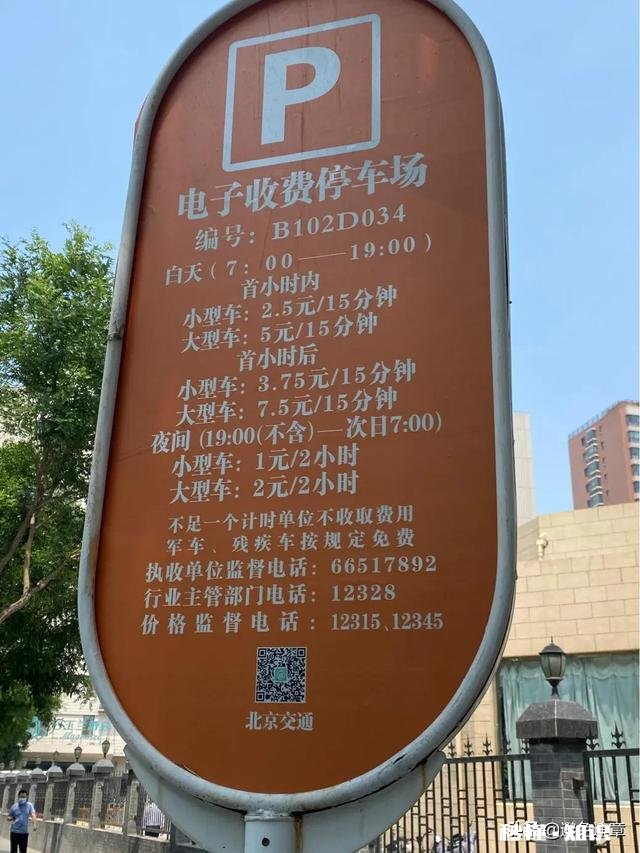 P
电子收费停车场
编号：B102D034
白天（7：00——19:00）
首小时内
小型车：2.5元/15分钟
大型车：5元/15分钟
首小时后
小型车：3.75元/15分钟
大型车：7.5元/15分钟
夜间 (19:00(不含)—次日7:00)
小型车：1元/2小时
大型车：2元/2小时
不足一个计时单位不收取费用
军车、残疾车按规定免费
执收单位监督电话：66517892
行业主管部门电话：12328
价格监督电话：12315、12345
北京交通